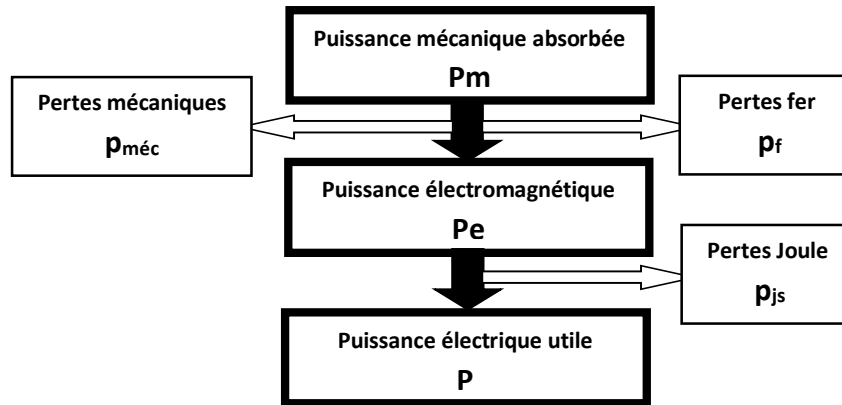 Puissance mécanique absorbée
Pm
Pertes mécaniques
pméc
Pertes fer
pf
Puissance électromagnétique
Pe
Pertes Joule
pjs
Puissance électrique utile
P